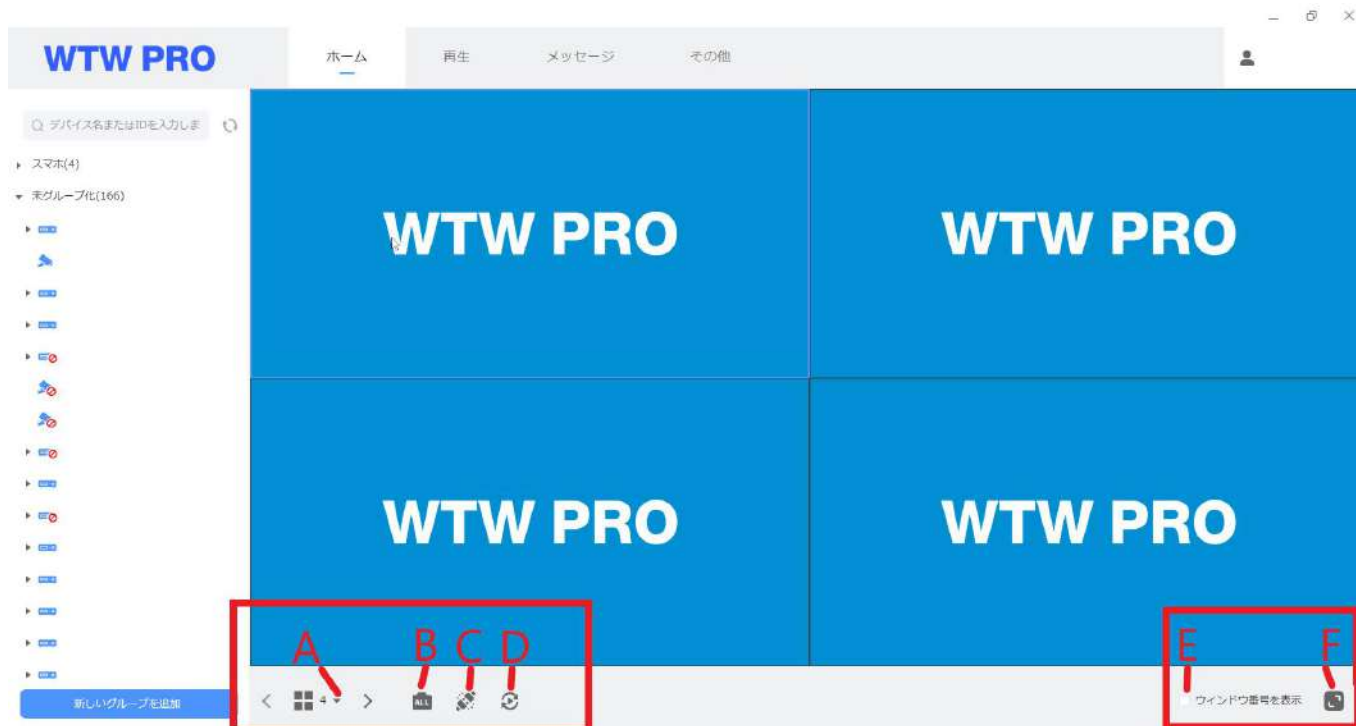 WTW PRO
ホーム
再生
メッセージ
その他
デバイス名またはIDを入力しま
スマホ(4)
未グループ化(166)
WTW PRO
WTW PRO
WTW PRO
WTW PRO
A
B
C
D
E
F
新しいグループを追加
4
ALL
ウィンドウ番号を表示